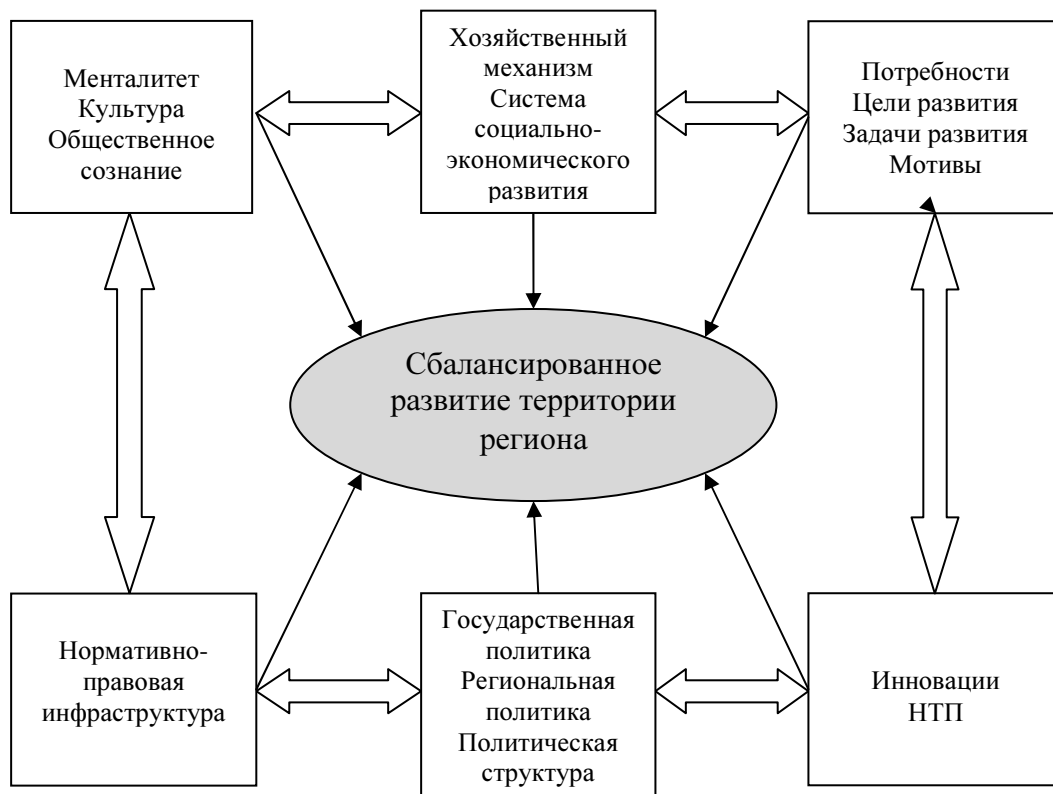 Менталитет
Культура
Общественное
сознание
Хозяйственный
механизм
Система
социально-
экономического
развития
Потребности
Цели развития
Задачи развития
Мотивы
Сбалансированное
развитие территории
региона
Нормативно-
правовая
инфраструктура
Государственная
политика
Региональная
политика
Политическая
структура
Инновации
НТП